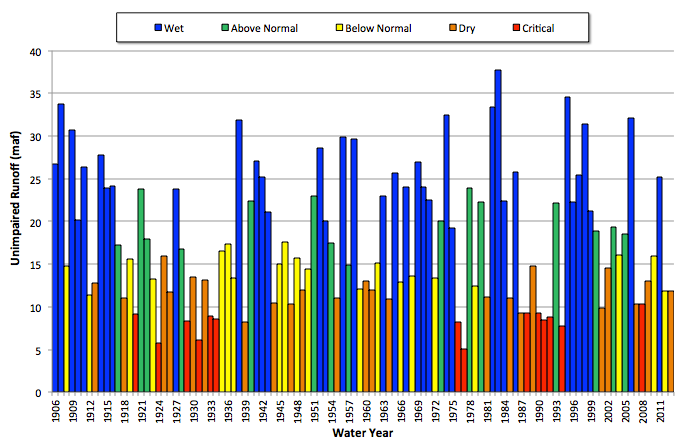 Wet Above Normal Below Normal Dry Critical
40
35
30
25
20
15
10
5
0
Unimpaired Runoff (maf)
1906 1909 1912 1915 1918 1921 1924 1927 1930 1933 1936 1939 1942 1945 1948 1951 1954 1957 1960 1963 1966 1969 1972 1975 1978 1981 1984 1987 1990 1993 1996 1999 2002 2005 2008 2011
Water Year